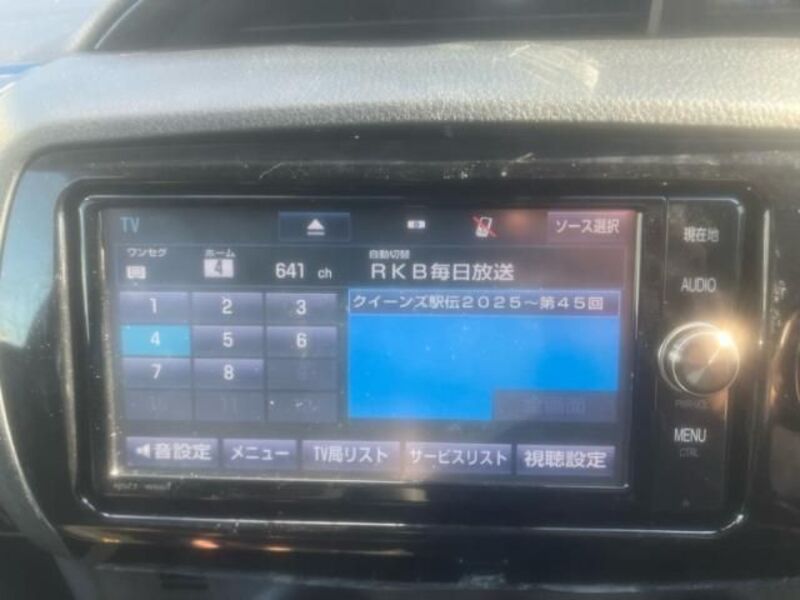 TV
ソース選択
ワンセグ
ホーム
4
641 ch
自動切替
RKB毎日放送
1 2 3
クイーンズ駅伝2025～第45回
4 5 6
7 8
音設定
メニュー
TV局リスト
サービスリスト
視聴設定
現在地
AUDIO
PWR·VOL
MENU
CTRL